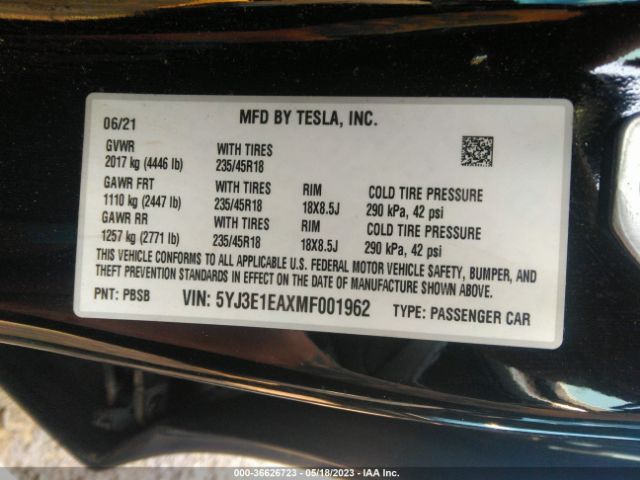 06/21 MFD BY TESLA, INC.
GVWR WITH TIRES
2017 kg (4446 lb) 235/45R18
GAWR FRT WITH TIRES RIM COLD TIRE PRESSURE
1110 kg (2447 lb) 235/45R18 18X8.5J 290 kPa, 42 psi
GAWR RR WITH TIRES RIM COLD TIRE PRESSURE
1257 kg (2771 lb) 235/45R18 18X8.5J 290 kPa, 42 psi
THIS VEHICLE CONFORMS TO ALL APPLICABLE U.S. FEDERAL MOTOR VEHICLE SAFETY, BUMPER, AND
THEFT PREVENTION STANDARDS IN EFFECT ON THE DATE OF MANUFACTURE SHOWN ABOVE.
PNT: PBSB VIN: 5YJ3E1EAXMF001962 TYPE: PASSENGER CAR
000-36626723 - 05/18/2023 - IAA Inc.